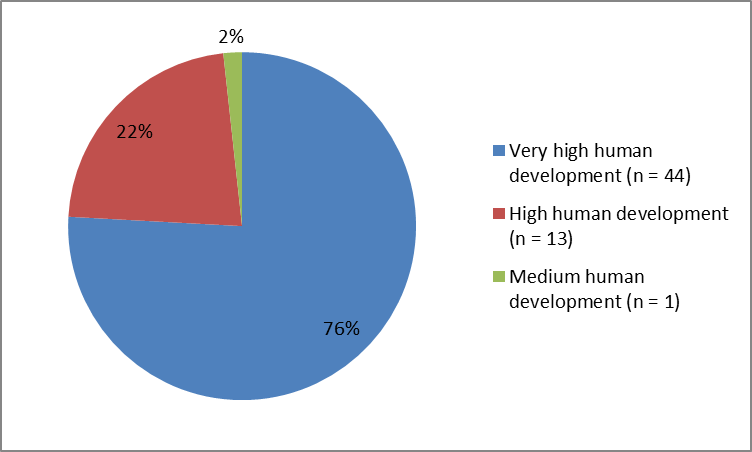 2%
22%
76%
Very high human
development (n = 44)
High human development
(n = 13)
Medium human
development (n = 1)